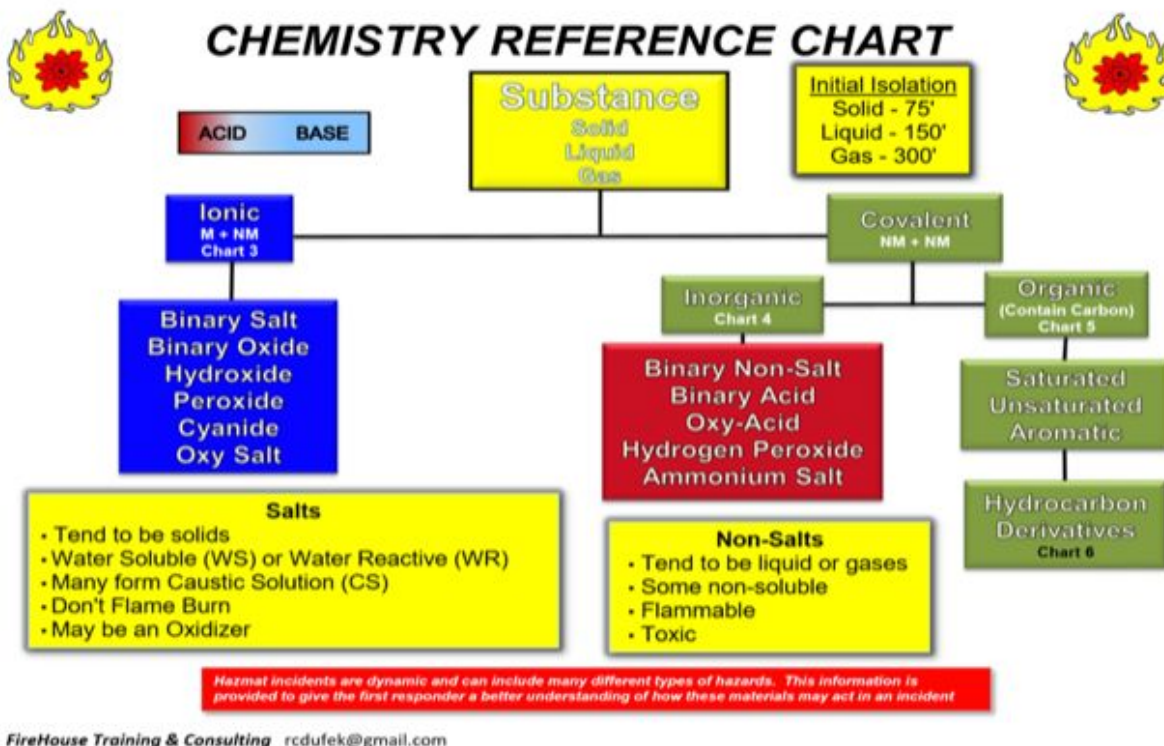 CHEMISTRY REFERENCE CHART
Substance
Solid
Liquid
Gas
Initial Isolation
Solid - 75'
Liquid - 150'
Gas - 300'
ACID BASE
Ionic
M + NM
Chart 3
Covalent
NM + NM
Inorganic
Chart 4
Organic
(Contain Carbon)
Chart 5
Binary Salt
Binary Oxide
Hydroxide
Peroxide
Cyanide
Oxy Salt
Binary Non-Salt
Binary Acid
Oxy-Acid
Hydrogen Peroxide
Ammonium Salt
Saturated
Unsaturated
Aromatic
Hydrocarbon
Derivatives
Chart 6
Salts
• Tend to be solids
• Water Soluble (WS) or Water Reactive (WR)
• Many form Caustic Solution (CS)
• Don't Flame Burn
• May be an Oxidizer
Non-Salts
• Tend to be liquid or gases
• Some non-soluble
• Flammable
• Toxic
Hazmat incidents are dynamic and can include many different types of hazards. This information is
provided to give the first responder a better understanding of how these materials may act in an incident
FireHouse Training & Consulting rcdufek@gmail.com